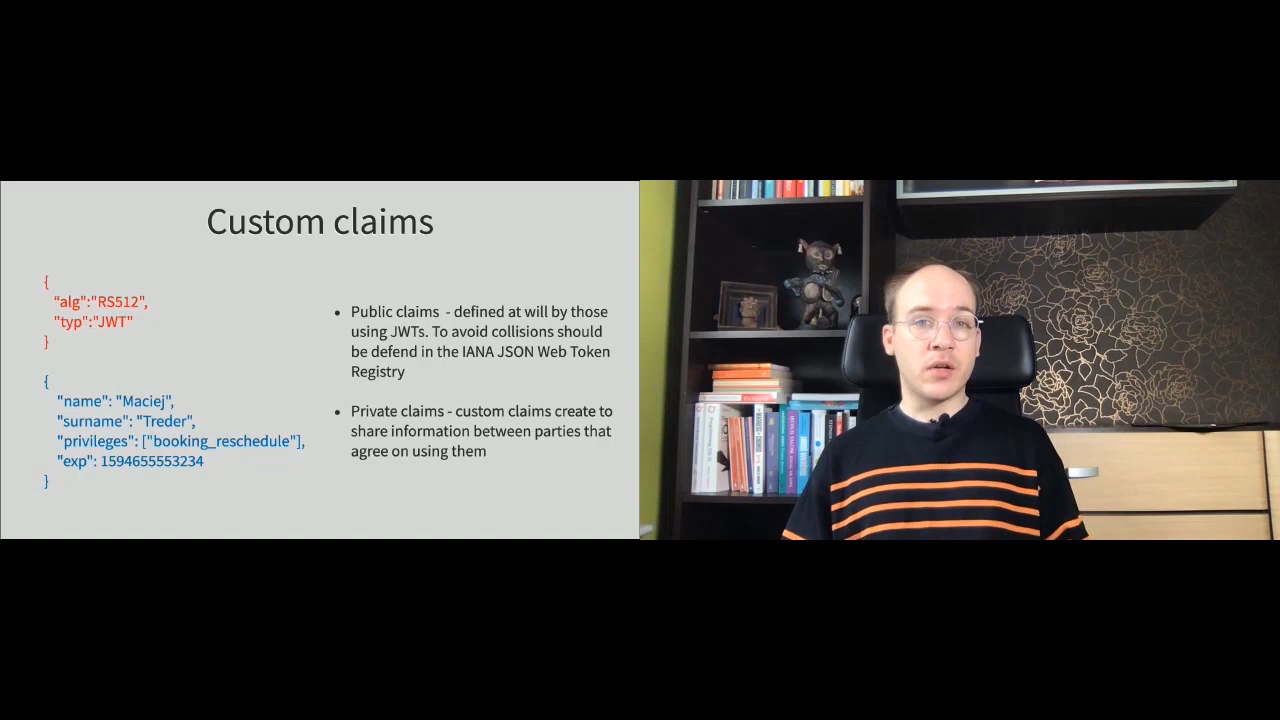 Custom claims
{
"alg":"RS512",
"typ":"JWT"
}
{
"name": "Maciej",
"surname": "Treder",
"privileges": ["booking_reschedule"],
"exp": 1594655553234
}
• Public claims - defined at will by those
using JWTs. To avoid collisions should
be defend in the IANA JSON Web Token
Registry
• Private claims - custom claims create to
share information between parties that
agree on using them